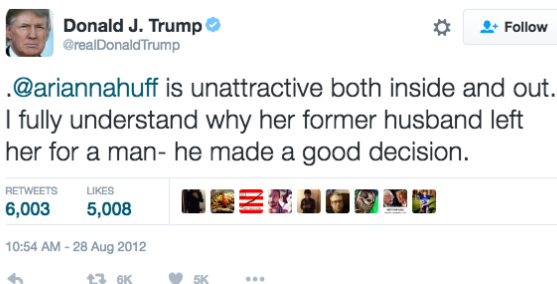 Donald J. Trump
@realDonaldTrump
Follow
.@ariannahuff is unattractive both inside and out.
I fully understand why her former husband left
her for a man- he made a good decision.
RETWEETS LIKES
6,003 5,008
10:54 AM - 28 Aug 2012
6K 5K